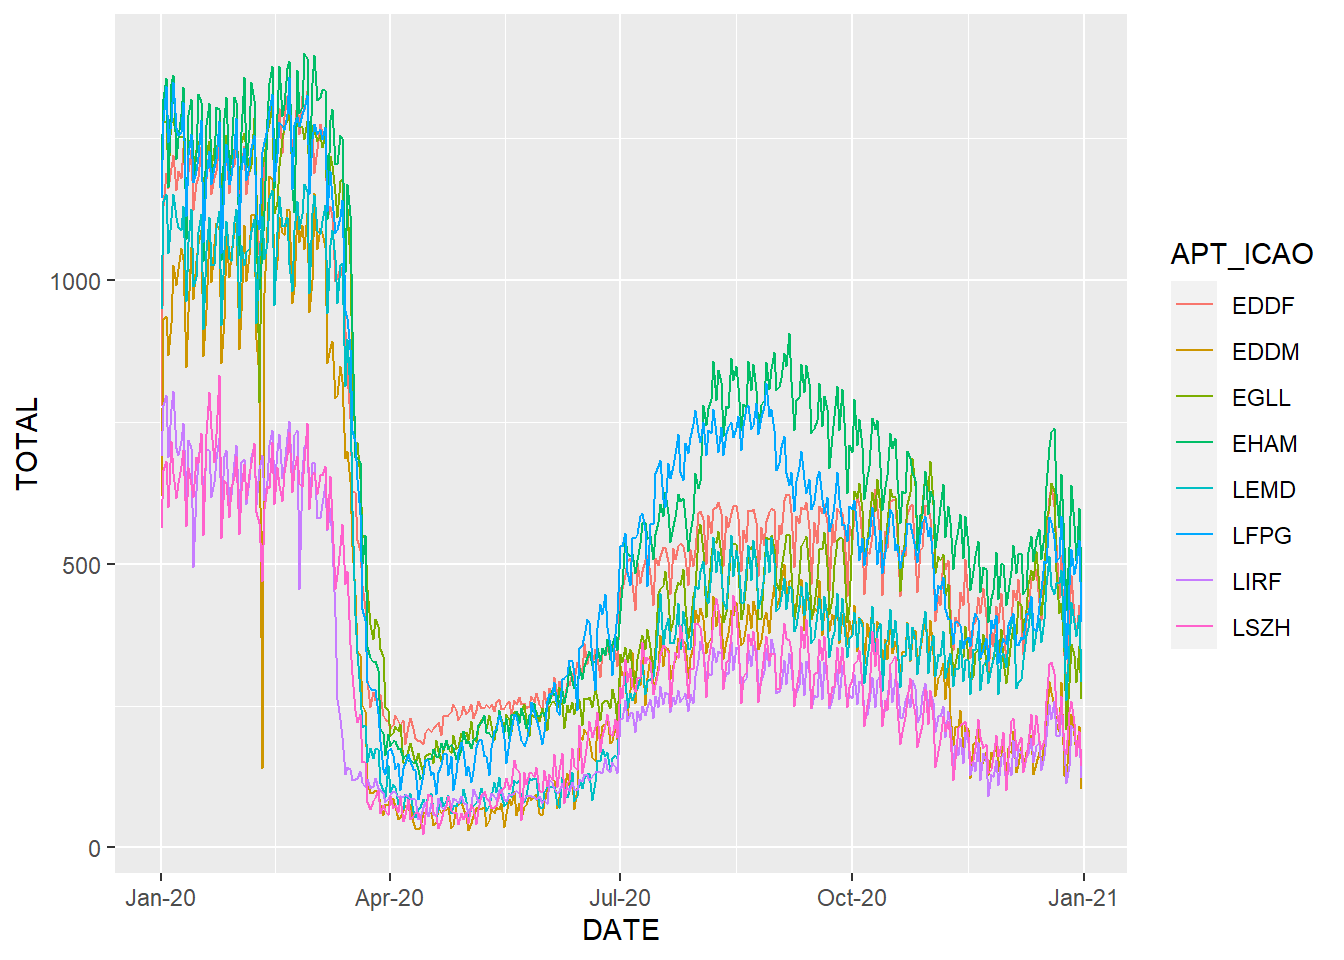 TOTAL
1000
500
0
Jan-20
Apr-20
Jul-20
Oct-20
Jan-21
DATE
APT_ICAO
EDDF
EDDM
EGLL
EHAM
LEMD
LFPG
LIRF
LSZH